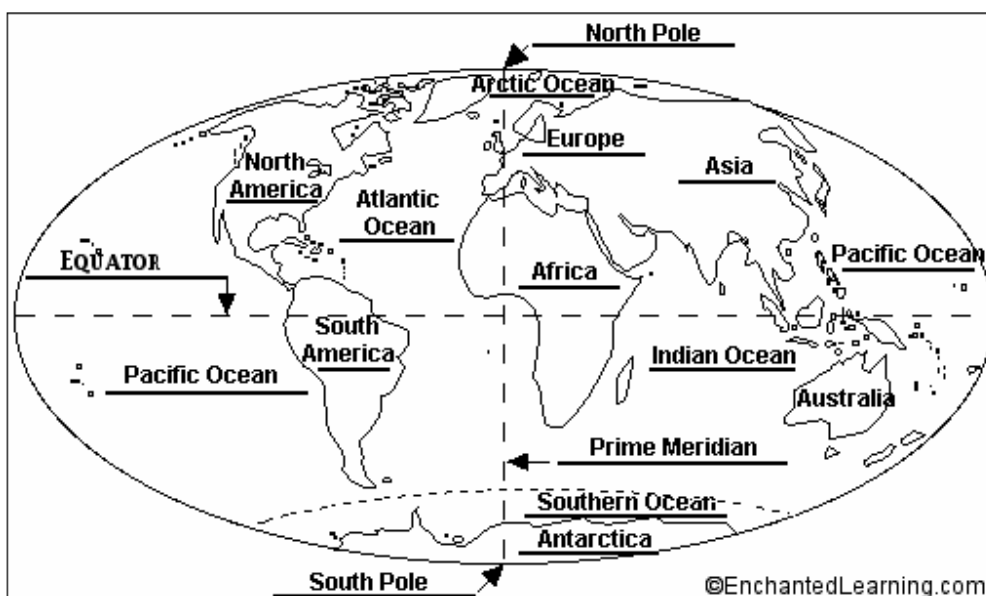 North Pole
Arctic Ocean
Europe
North
America
Asia
Atlantic
Ocean
EQUATOR
Pacific Ocean
Africa
South
America
Indian Ocean
Pacific Ocean
Australia
Prime Meridian
Southern Ocean
Antarctica
South Pole
©EnchantedLearning.com